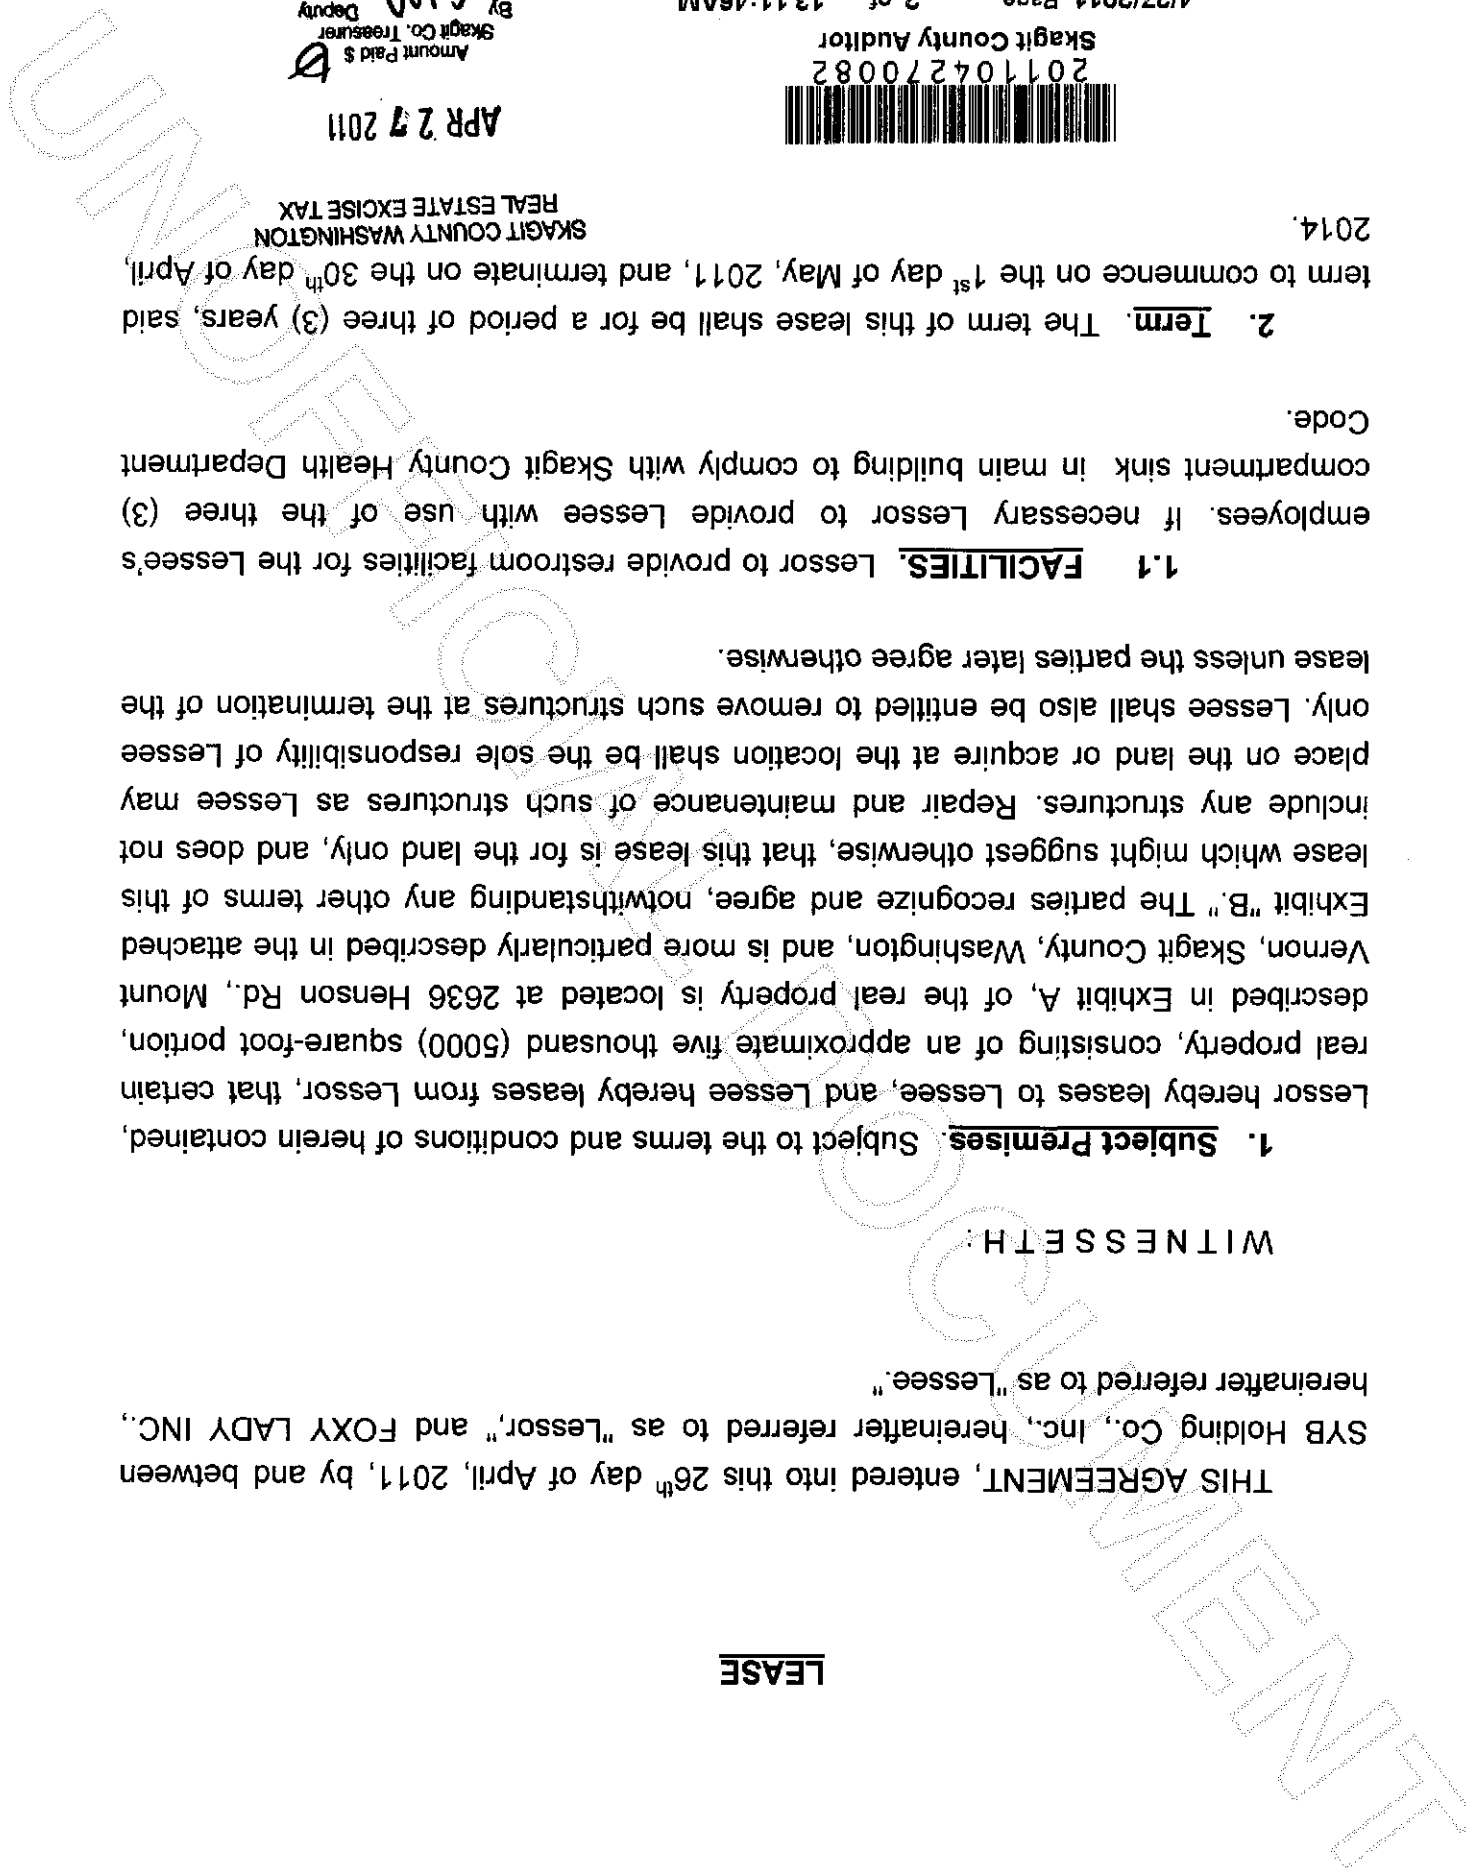 LEASE
THIS AGREEMENT, entered into this 26th day of April, 2011, by and between
SYB Holding Co., Inc., hereinafter referred to as "Lessor," and FOXY LADY INC.,
hereinafter referred to as "Lessee."
W I T N E S S E T H :
1. Subject Premises. Subject to the terms and conditions of herein contained,
Lessor hereby leases to Lessee, and Lessee hereby leases from Lessor, that certain
real property, consisting of an approximate five thousand (5000) square-foot portion,
described in Exhibit A, of the real property is located at 2636 Henson Rd., Mount
Vernon, Skagit County, Washington, and is more particularly described in the attached
Exhibit "B." The parties recognize and agree, notwithstanding any other terms of this
lease which might suggest otherwise, that this lease is for the land only, and does not
include any structures. Repair and maintenance of such structures as Lessee may
place on the land or acquire at the location shall be the sole responsibility of Lessee
only. Lessee shall also be entitled to remove such structures at the termination of the
lease unless the parties later agree otherwise.
1.1 FACILITIES. Lessor to provide restroom facilities for the Lessee's
employees. If necessary Lessor to provide Lessee with use of the three (3)
compartment sink in main building to comply with Skagit County Health Department
Code.
2. Term. The term of this lease shall be for a period of three (3) years, said
term to commence on the 1st day of May, 2011, and terminate on the 30th day of April,
2014.
SKAGIT COUNTY WASHINGTON
REAL ESTATE EXCISE TAX
APR 27 2011
Amount Paid $ 0
Skagit Co. Treasurer
By Deputy
201104270082
Skagit County Auditor
4/27/2011 Page 2 of 13 11:46AM
UNOFFICIAL DOCUMENT